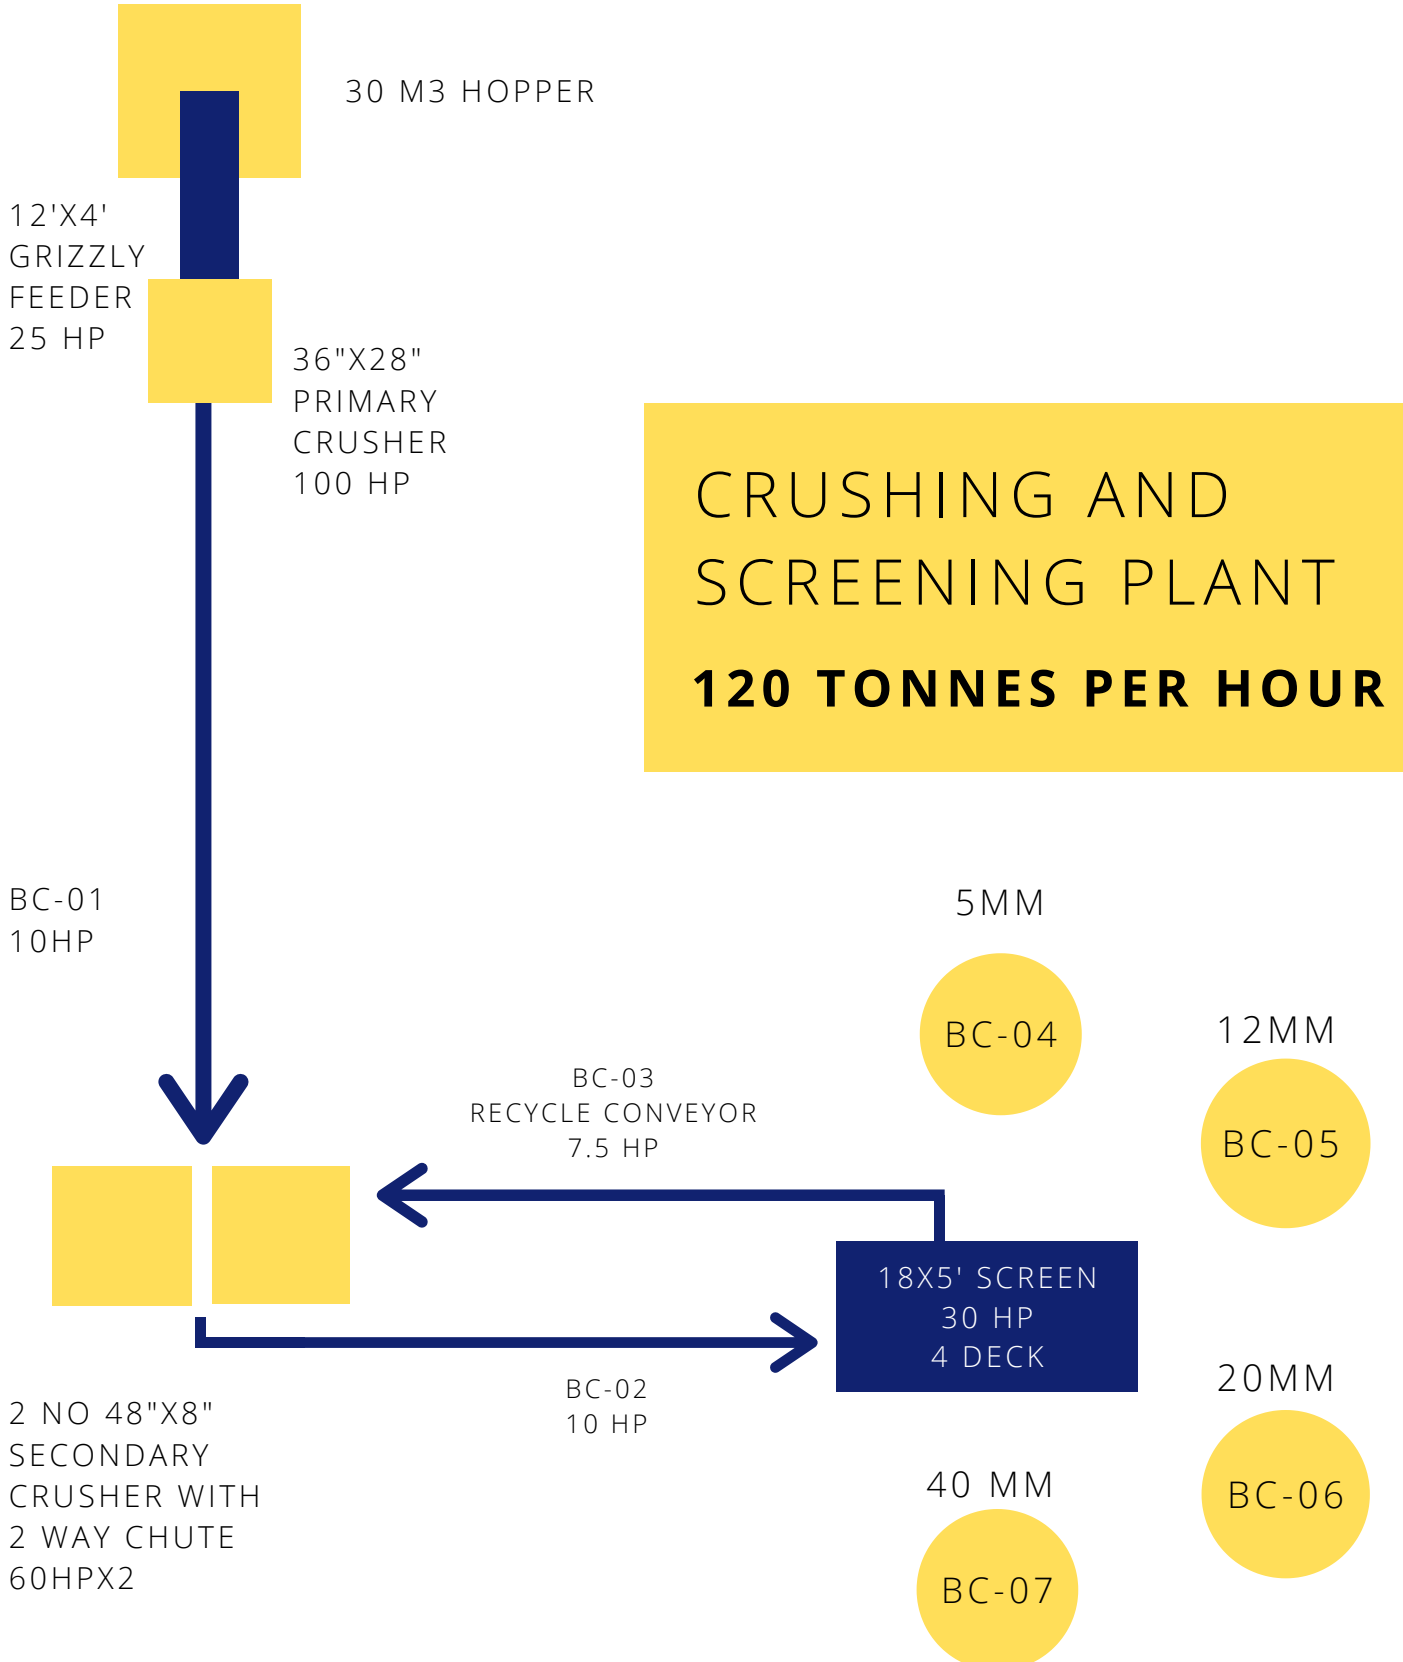 30 M3 HOPPER
12'X4'
GRIZZLY
FEEDER
25 HP
36"X28"
PRIMARY
CRUSHER
100 HP
CRUSHING AND
SCREENING PLANT
120 TONNES PER HOUR
BC-01
10HP
5MM
BC-04
12MM
BC-05
BC-03
RECYCLE CONVEYOR
7.5 HP
18X5' SCREEN
30 HP
4 DECK
BC-02
10 HP
20MM
BC-06
40 MM
BC-07
2 NO 48"X8"
SECONDARY
CRUSHER WITH
2 WAY CHUTE
60HPX2